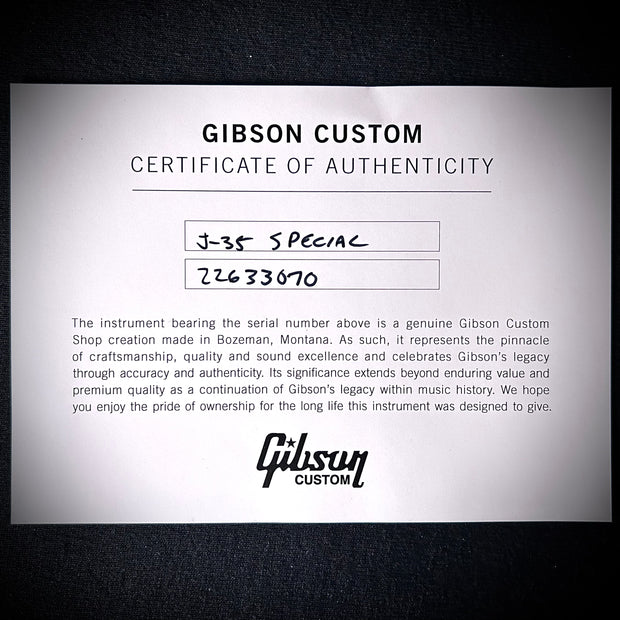 GIBSON CUSTOM
CERTIFICATE OF AUTHENTICITY
J-35 SPECIAL
22633070
The instrument bearing the serial number above is a genuine Gibson Custom
Shop creation made in Bozeman, Montana. As such, it represents the pinnacle
of craftsmanship, quality and sound excellence and celebrates Gibson's legacy
through accuracy and authenticity. Its significance extends beyond enduring value and
premium quality as a continuation of Gibson's legacy within music history. We hope
you enjoy the pride of ownership for the long life this instrument was designed to give.
Gibson
CUSTOM